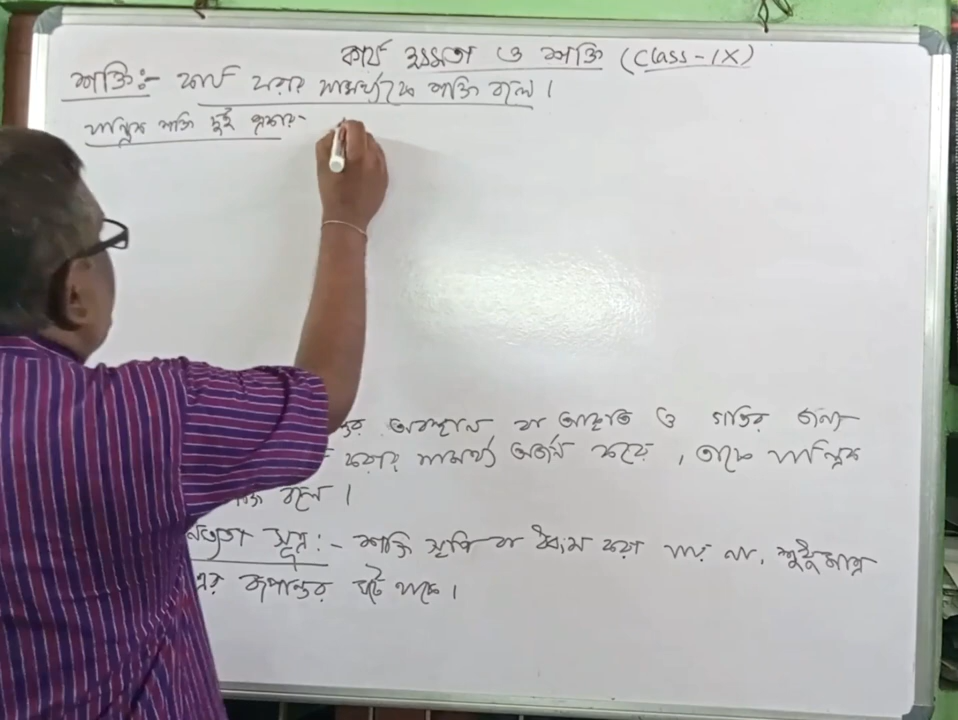 কার্য ক্ষমতা ও শক্তি (Class-IX)
শক্তি:- কার্য করার সামর্থ্যকে শক্তি বলে।
যান্ত্রিক শক্তি দুই প্রকার-
অবস্থান বা আকৃতি ও গতির জন্য
করার সামর্থ্য অর্জন করে, তাকে যান্ত্রিক
বলে।
সূত্র:- শক্তি সৃষ্টি বা ধ্বংস করা যায় না, শুধুমাত্র
এর রূপান্তর ঘটে থাকে।